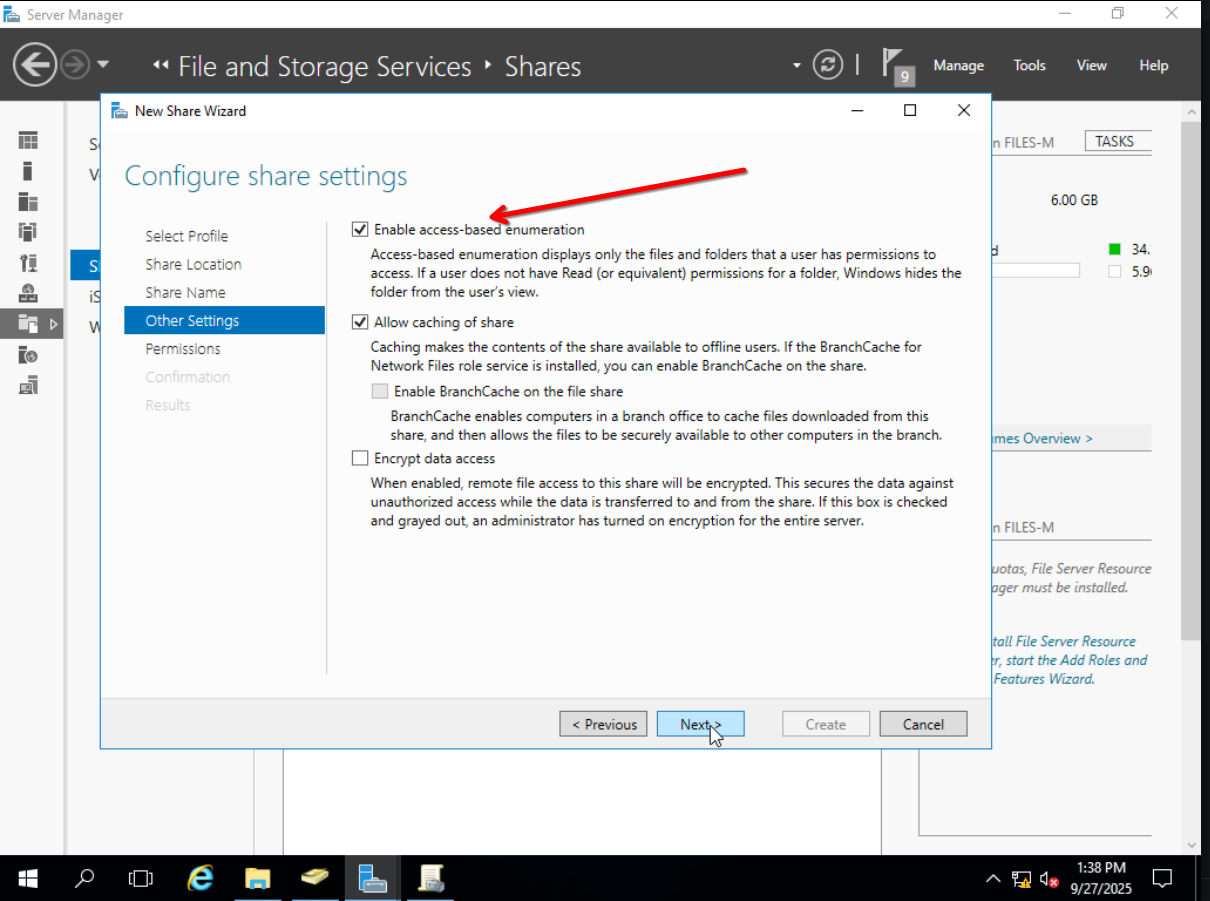 Server Manager
File and Storage Services
Shares
9
Manage
Tools
View
Help
New Share Wizard
n FILES-M
TASKS
Configure share settings
6.00 GB
Select Profile
Share Location
Share Name
Other Settings
Permissions
Confirmation
Results
Enable access-based enumeration
Access-based enumeration displays only the files and folders that a user has permissions to
access. If a user does not have Read (or equivalent) permissions for a folder, Windows hides the
folder from the user's view.
Allow caching of share
Caching makes the contents of the share available to offline users. If the BranchCache for
Network Files role service is installed, you can enable BranchCache on the share.
Enable BranchCache on the file share
BranchCache enables computers in a branch office to cache files downloaded from this
share, and then allows the files to be securely available to other computers in the branch.
Encrypt data access
When enabled, remote file access to this share will be encrypted. This secures the data against
unauthorized access while the data is transferred to and from the share. If this box is checked
and grayed out, an administrator has turned on encryption for the entire server.
34.
5.9
Overview >
n FILES-M
File Server Resource
must be installed.
File Server Resource
start the Add Roles and
Features Wizard.
< Previous
Next >
Create
Cancel
1:38 PM
9/27/2025